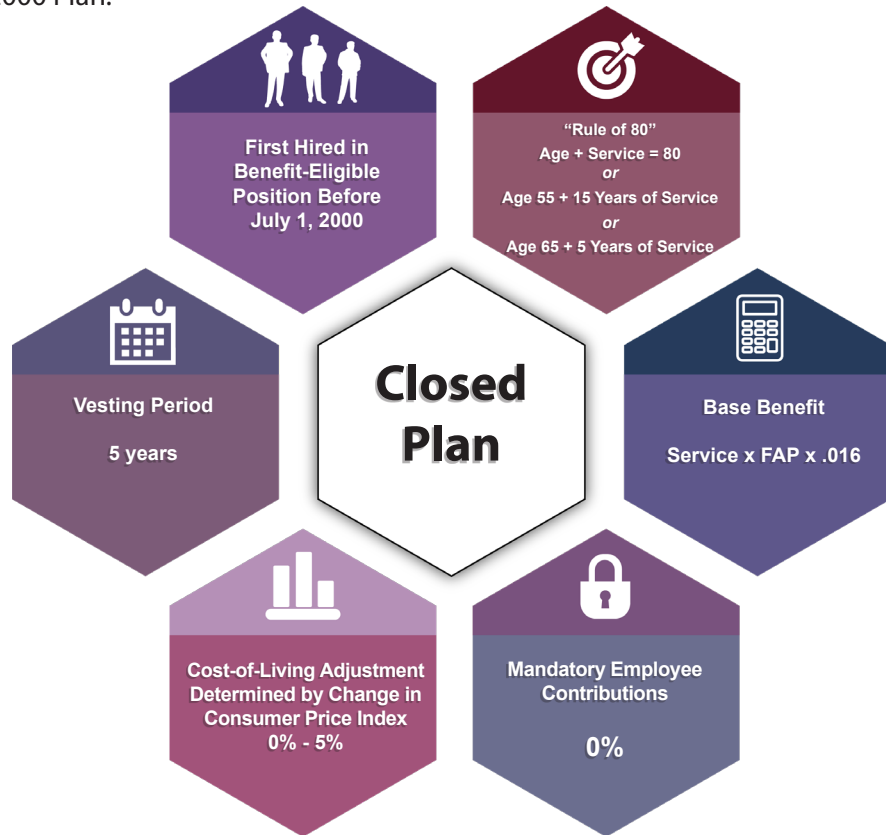 2000 Plan.
First Hired in
Benefit-Eligible
Position Before
July 1, 2000
“Rule of 80”
Age + Service = 80
or
Age 55 + 15 Years of Service
or
Age 65 + 5 Years of Service
Vesting Period
5 years
Closed
Plan
Base Benefit
Service x FAP x .016
Cost-of-Living Adjustment
Determined by Change in
Consumer Price Index
0% - 5%
Mandatory Employee
Contributions
0%